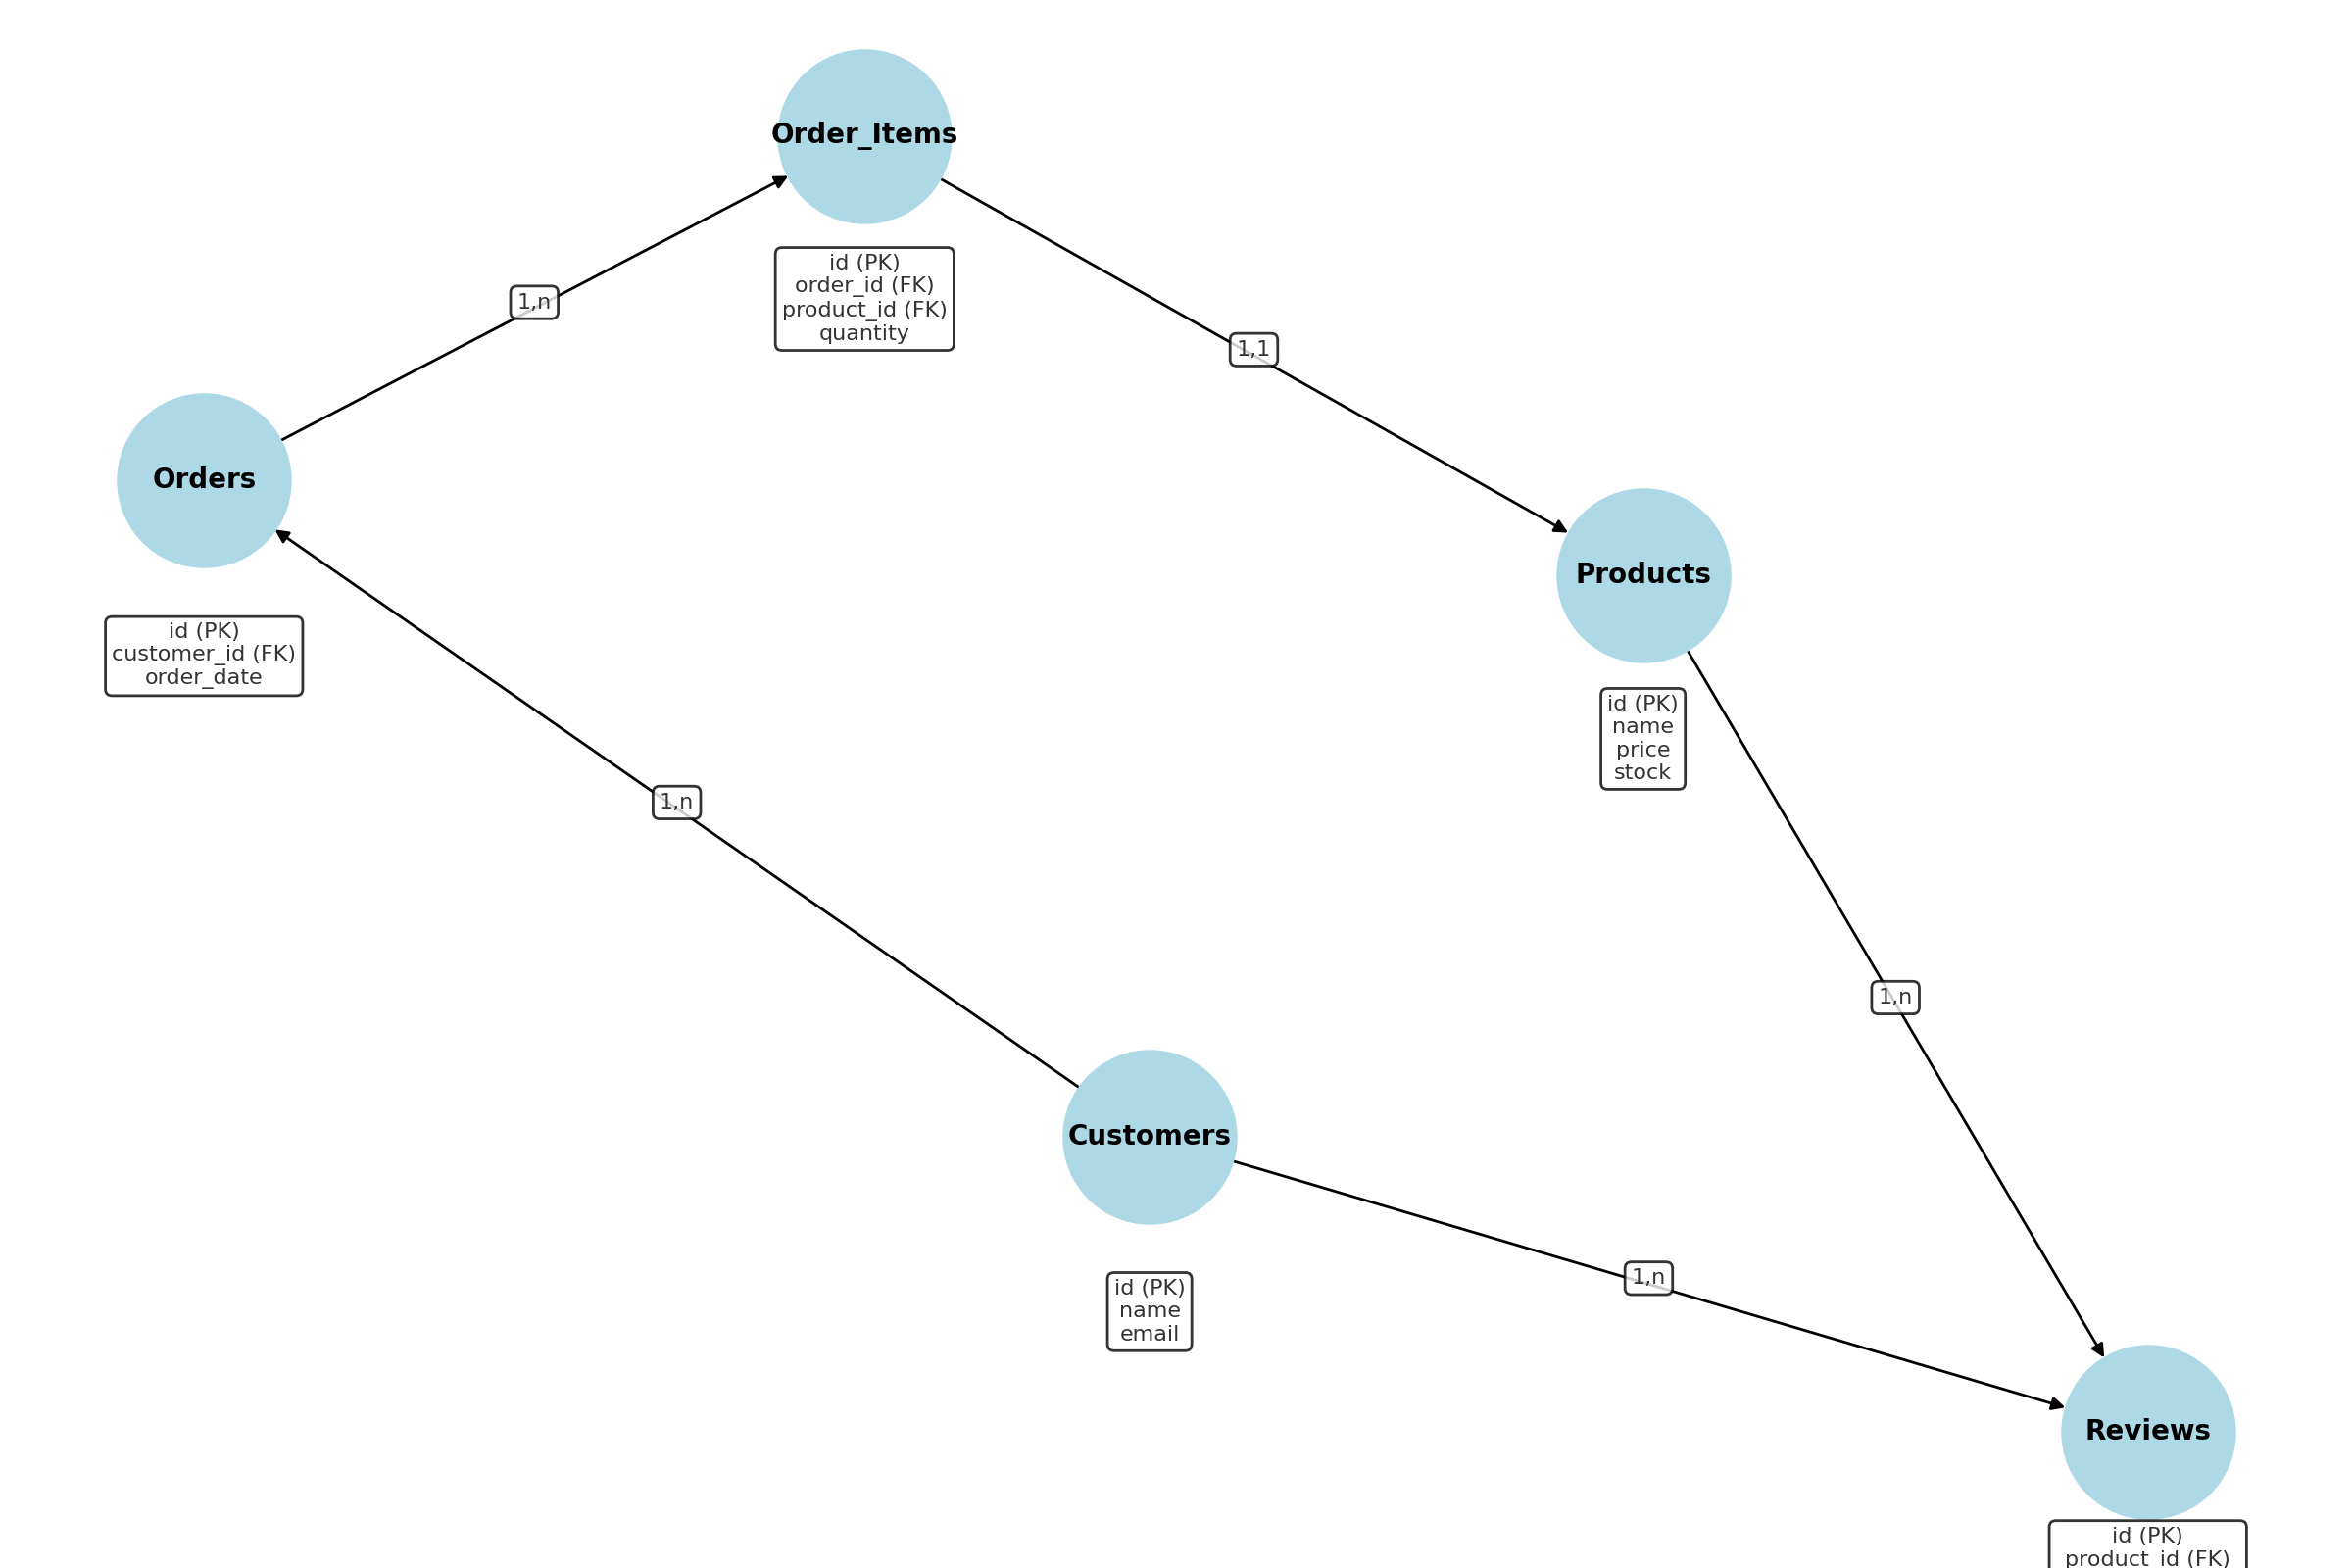 Order_Items
id (PK)
order_id (FK)
product_id (FK)
quantity
1,n
1,1
Orders
id (PK)
customer_id (FK)
order_date
Products
id (PK)
name
price
stock
1,n
1,n
Customers
id (PK)
name
email
1,n
Reviews
id (PK)
product_id (FK)